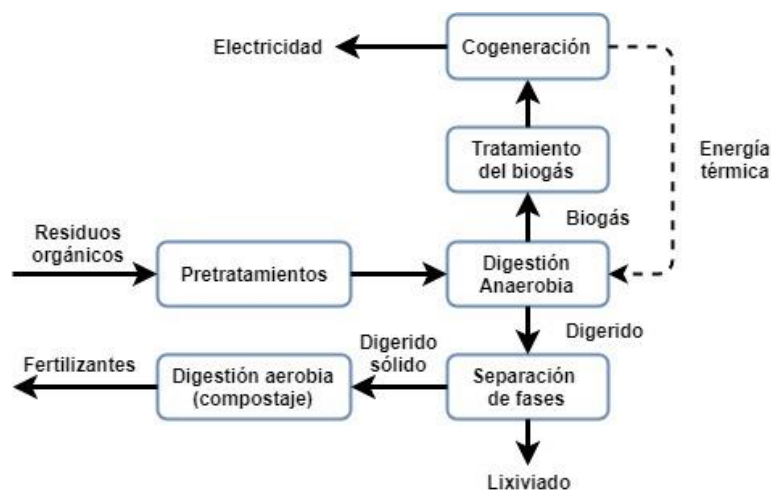 Electricidad
Cogeneración
Tratamiento
del biogás
Energía
térmica
Biogás
Residuos
orgánicos
Pretratamientos
Digestión
Anaerobia
Digerido
Fertilizantes
Digestión aerobia
(compostaje)
Digerido
sólido
Separación
de fases
Lixiviado